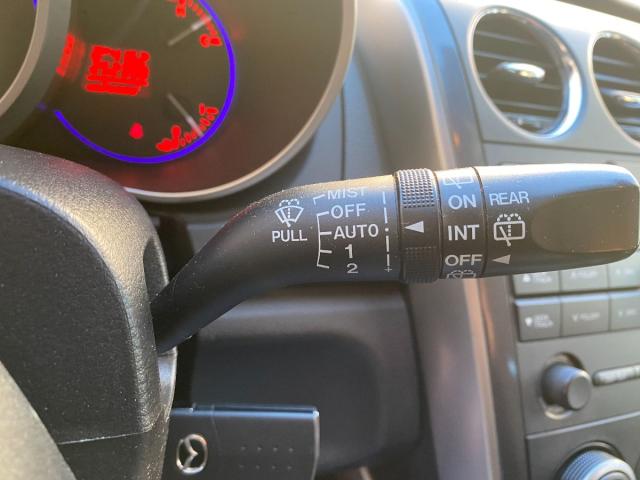 MIST
OFF
AUTO
1
2
PULL
ON
INT
OFF
REAR